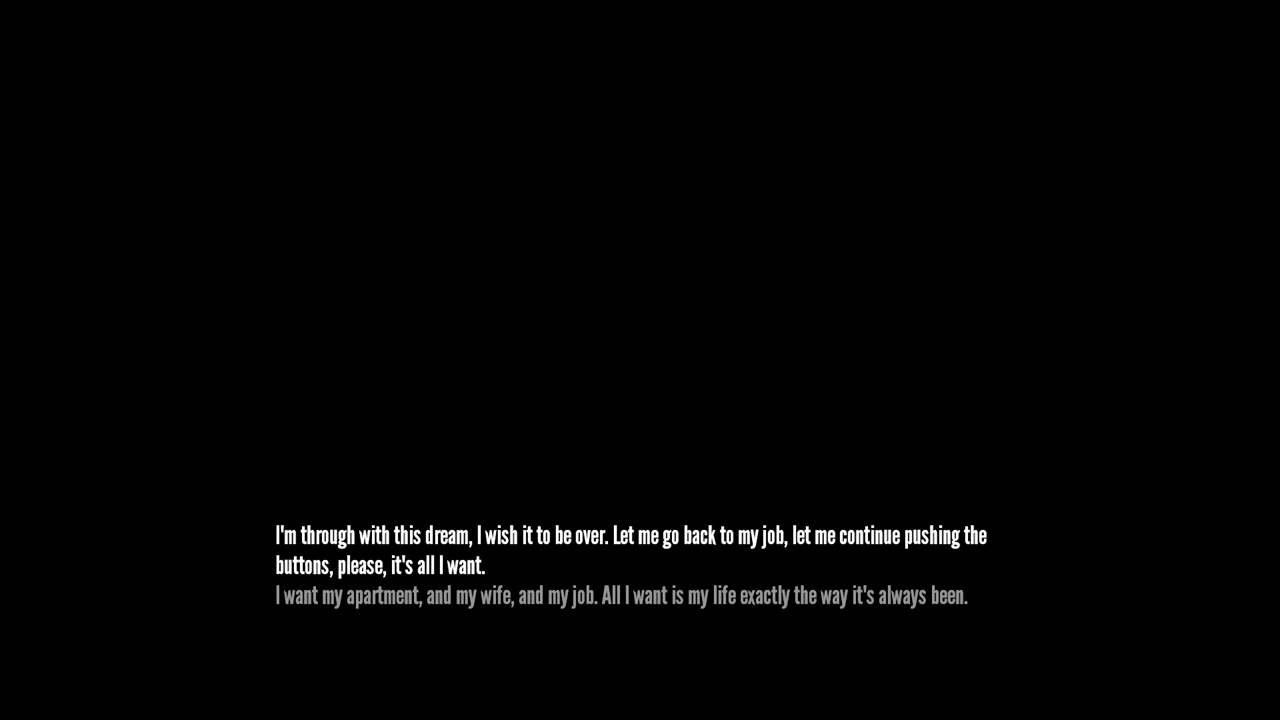 I'm through with this dream, I wish it to be over. Let me go back to my job, let me continue pushing the
buttons, please, it's all I want.
I want my apartment, and my wife, and my job. All I want is my life exactly the way it's always been.